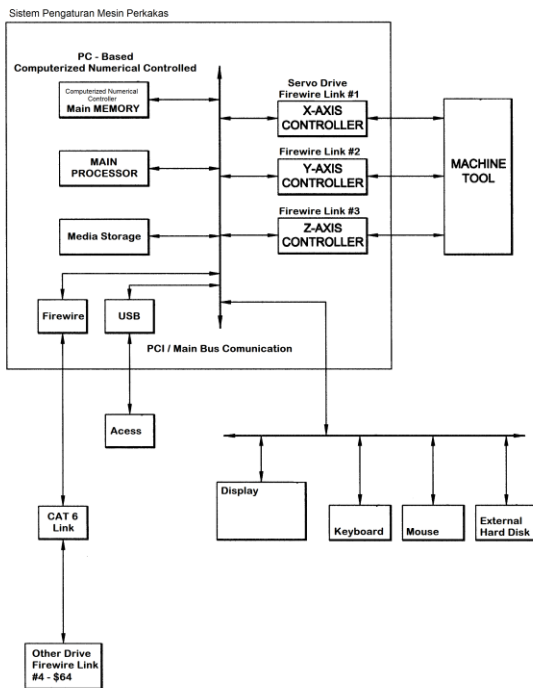 Sistem Pengaturan Mesin Perkakas
PC - Based
Computerized Numerical Controlled
Computerized Numerical
Controller
Main MEMORY
MAIN
PROCESSOR
Media Storage
Firewire
USB
PCI / Main Bus Comunication
Servo Drive
Firewire Link #1
X-AXIS
CONTROLLER
Firewire Link #2
Y-AXIS
CONTROLLER
Firewire Link #3
Z-AXIS
CONTROLLER
MACHINE
TOOL
Acess
Display
Keyboard
Mouse
External
Hard Disk
CAT 6
Link
Other Drive
Firewire Link
#4 - $64